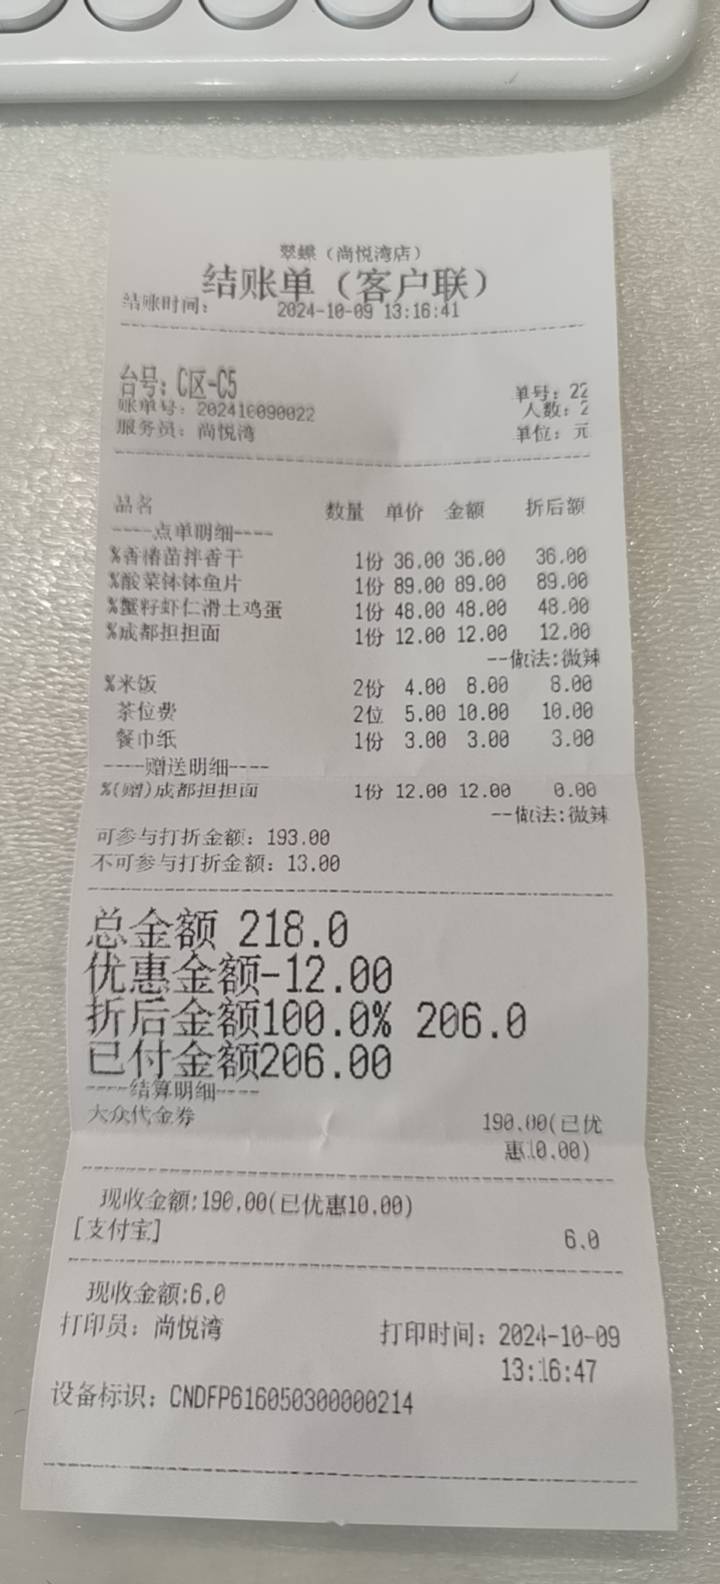 翠蝶（尚悦湾店）
结账单（客户联）
结账时间： 2024-10-09 13:16:41
台号：C区-C5 单号：22
账单号：202410090022 人数：2
服务员：尚悦湾 单位：元
品名 数量 单价 金额 折后额
----点单明细----
%香椿苗拌香干 1份 36.00 36.00 36.00
%酸菜钵钵鱼片 1份 89.00 89.00 89.00
%蟹籽虾仁滑土鸡蛋 1份 48.00 48.00 48.00
%成都担担面 1份 12.00 12.00 12.00
--做法:微辣
%米饭 2份 4.00 8.00 8.00
茶位费 2位 5.00 10.00 10.00
餐巾纸 1份 3.00 3.00 3.00
----赠送明细----
%(赠)成都担担面 1份 12.00 12.00 0.00
--做法:微辣
可参与打折金额：193.00
不可参与打折金额：13.00
总金额 218.0
优惠金额-12.00
折后金额100.0% 206.0
已付金额206.00
----结算明细----
大众代金券 190.00(已优
惠10.00)
现收金额:190.00(已优惠10.00)
[支付宝] 6.0
现收金额:6.0
打印员：尚悦湾 打印时间：2024-10-09
13:16:47
设备标识：CNDFP616050300000214